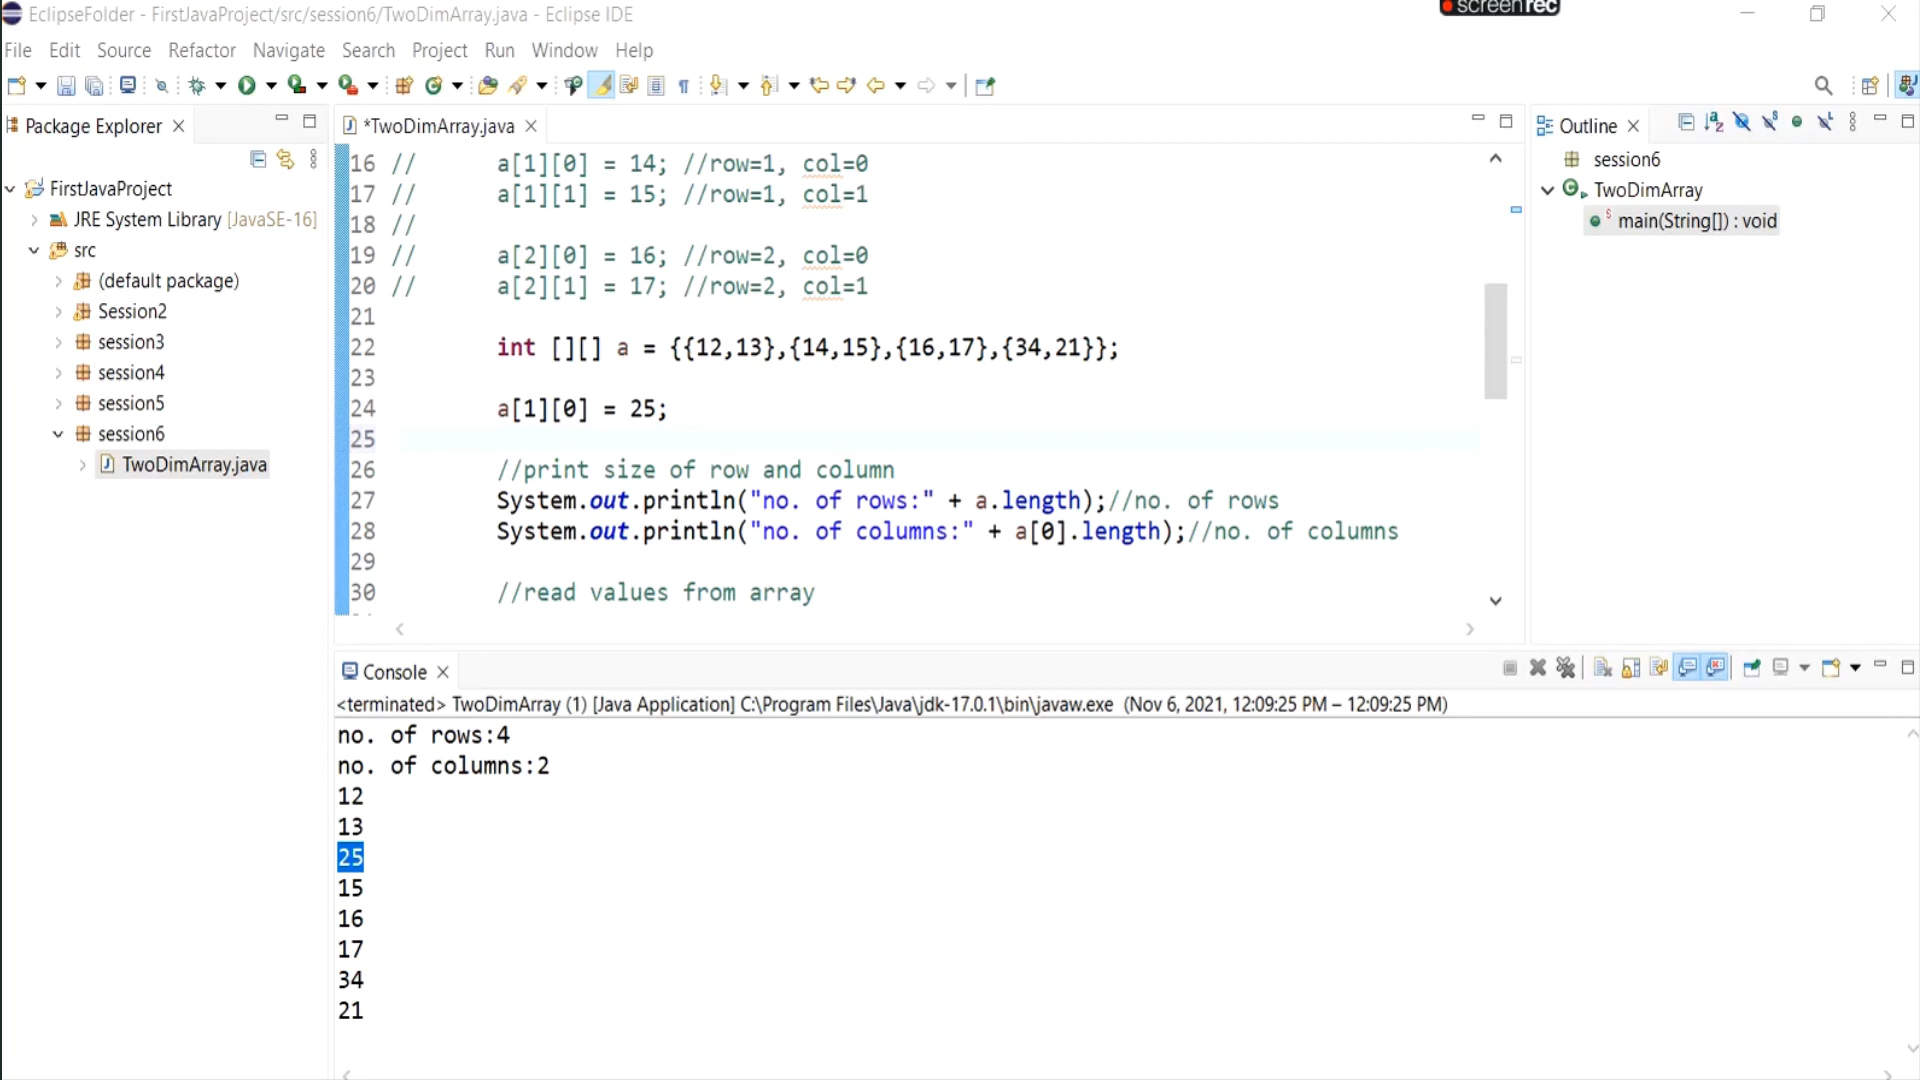 EclipseFolder - FirstJavaProject/src/session6/TwoDimArray.java - Eclipse IDE
screenrec
File Edit Source Refactor Navigate Search Project Run Window Help
Package Explorer
FirstJavaProject
JRE System Library [JavaSE-16]
src
(default package)
Session2
session3
session4
session5
session6
TwoDimArray.java
*TwoDimArray.java
16 // a[1][0] = 14; //row=1, col=0
17 // a[1][1] = 15; //row=1, col=1
18 //
19 // a[2][0] = 16; //row=2, col=0
20 // a[2][1] = 17; //row=2, col=1
21
22 int [][] a = {{12,13},{14,15},{16,17},{34,21}};
23
24 a[1][0] = 25;
25
26 //print size of row and column
27 System.out.println("no. of rows:" + a.length);//no. of rows
28 System.out.println("no. of columns:" + a[0].length);//no. of columns
29
30 //read values from array
Outline
session6
TwoDimArray
main(String[]) : void
Console
<terminated> TwoDimArray (1) [Java Application] C:\Program Files\Java\jdk-17.0.1\bin\javaw.exe (Nov 6, 2021, 12:09:25 PM – 12:09:25 PM)
no. of rows:4
no. of columns:2
12
13
25
15
16
17
34
21